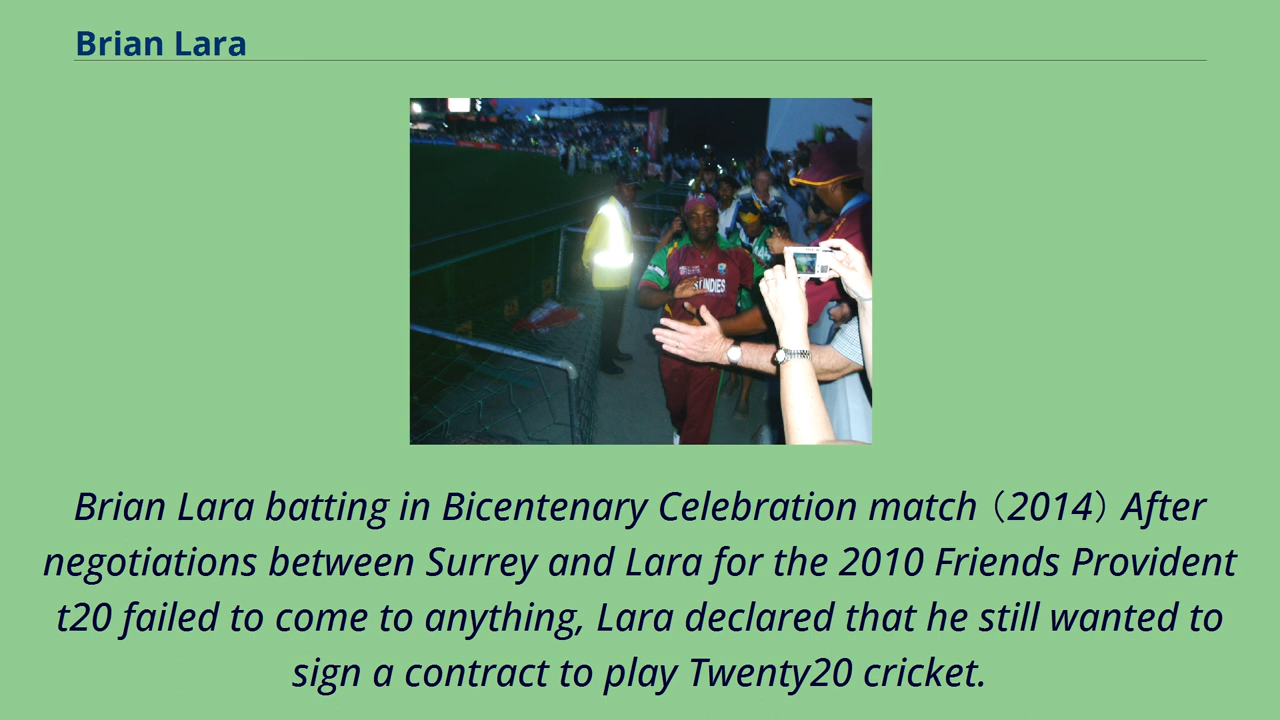 Brian Lara
INDIES
Brian Lara batting in Bicentenary Celebration match（2014）After
negotiations between Surrey and Lara for the 2010 Friends Provident
t20 failed to come to anything, Lara declared that he still wanted to
sign a contract to play Twenty20 cricket.